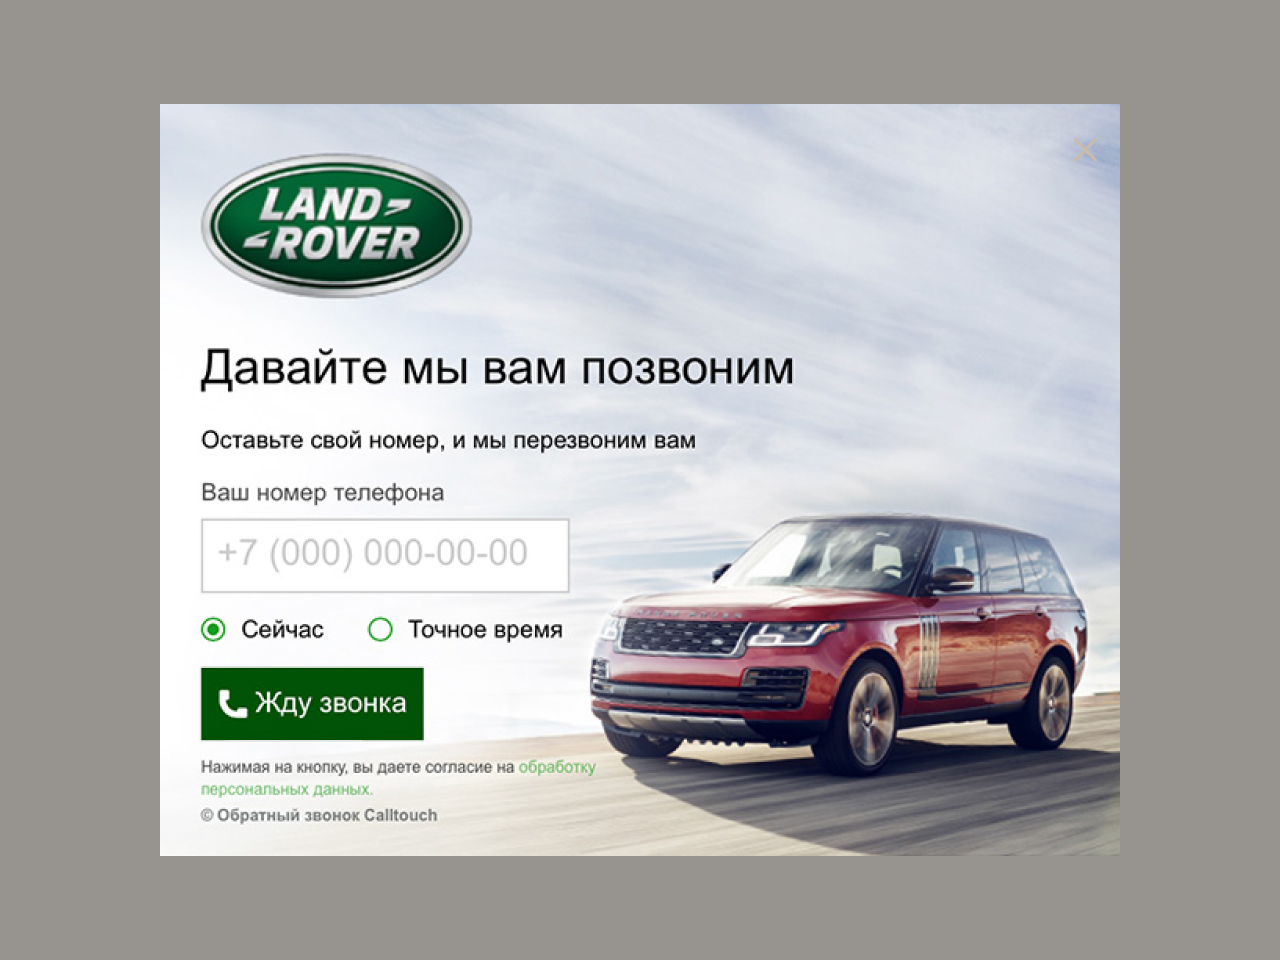 LAND
ROVER
Давайте мы вам позвоним
Оставьте свой номер, и мы перезвоним вам
Ваш номер телефона
+7 (000) 000-00-00
Сейчас Точное время
Жду звонка
Нажимая на кнопку, вы даете согласие на обработку
персональных данных.
© Обратный звонок Calltouch